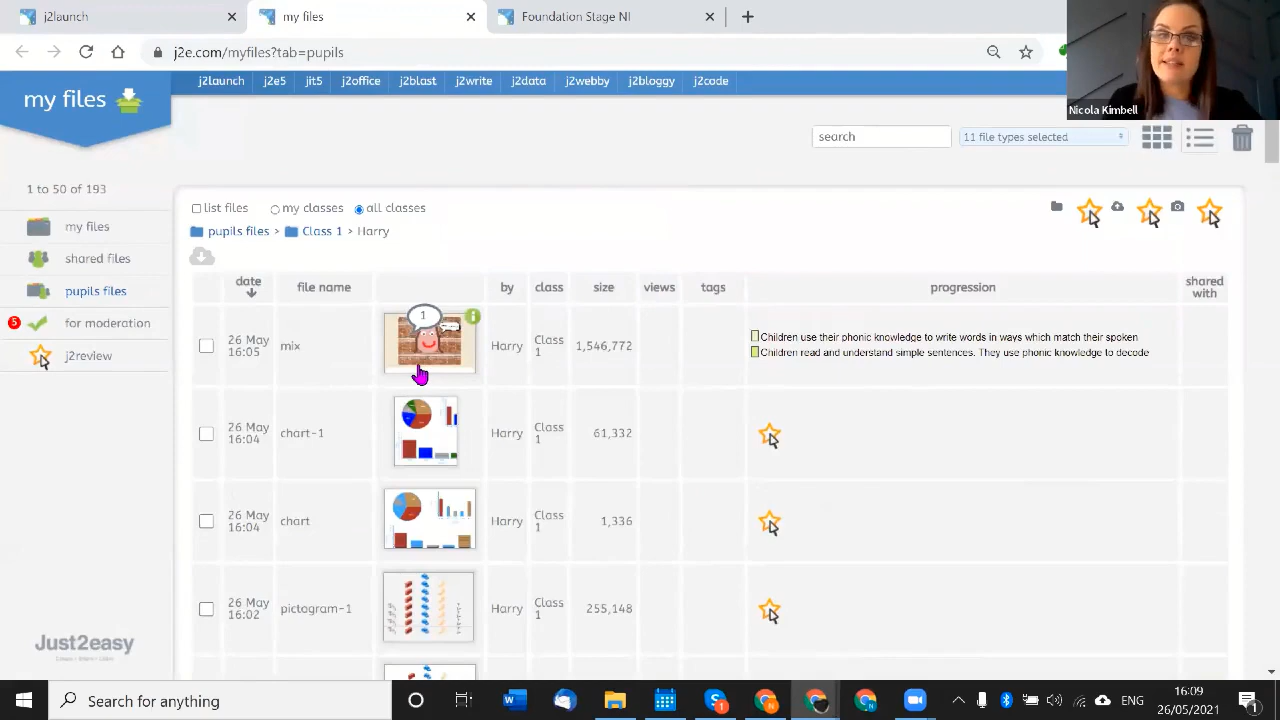 j2launch
my files
Foundation Stage NI
j2e.com/myfiles?tab=pupils
my files
j2launch j2e5 jit5 j2office j2blast j2write j2data j2webby j2bloggy j2code
Nicola Kimbell
search
11 file types selected
1 to 50 of 193
my files
shared files
pupils files
5 for moderation
j2review
list files my classes all classes
pupils files > Class 1 > Harry
date file name by class size views tags progression shared with
26 May 16:05 mix 1 Harry Class 1 1,546,772
Children use their phonic knowledge to write words in ways which match their spoken
Children read and understand simple sentences. They use phonic knowledge to decode
26 May 16:04 chart-1 Harry Class 1 61,332
26 May 16:04 chart Harry Class 1 1,336
26 May 16:02 pictogram-1 Harry Class 1 255,148
Just2easy
Search for anything
ENG
16:09
26/05/2021